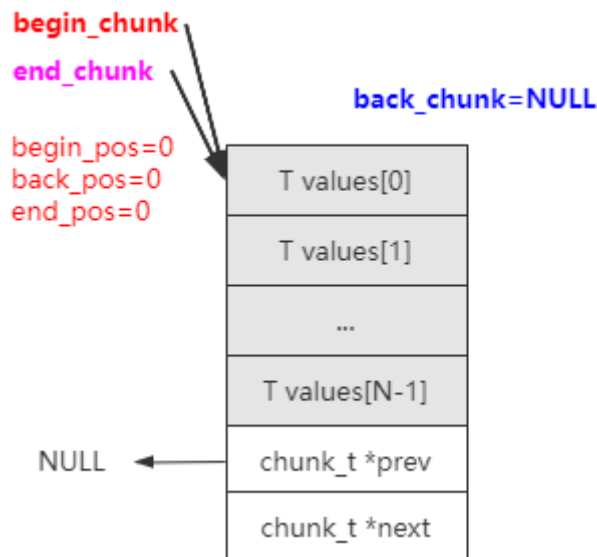 begin_chunk
end_chunk
back_chunk=NULL
begin_pos=0
back_pos=0
end_pos=0
T values[0]
T values[1]
...
T values[N-1]
NULL
chunk_t *prev
chunk_t *next